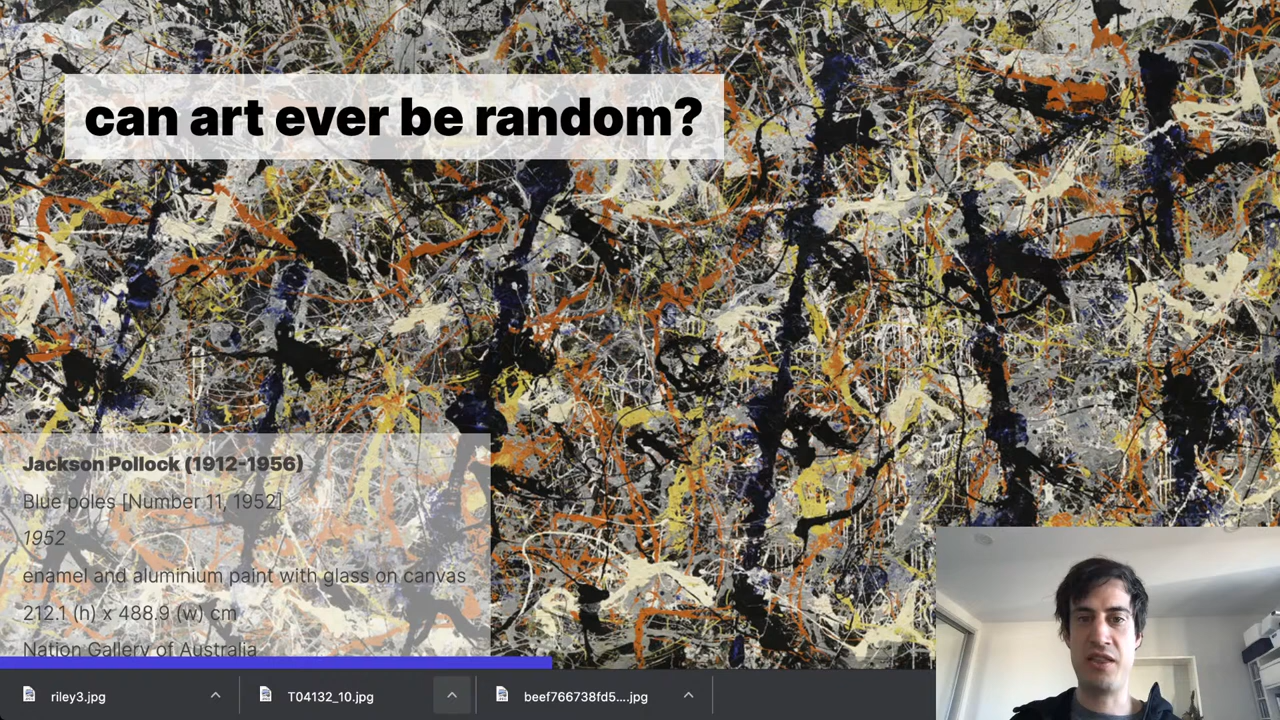 can art ever be random?
Jackson Pollock (1912-1956)
Blue poles [Number 11, 1952]
1952
enamel and aluminium paint with glass on canvas
212.1 (h) x 488.9 (w) cm
Nation Gallery of Australia
riley3.jpg
T04132_10.jpg
beef766738fd5....jpg